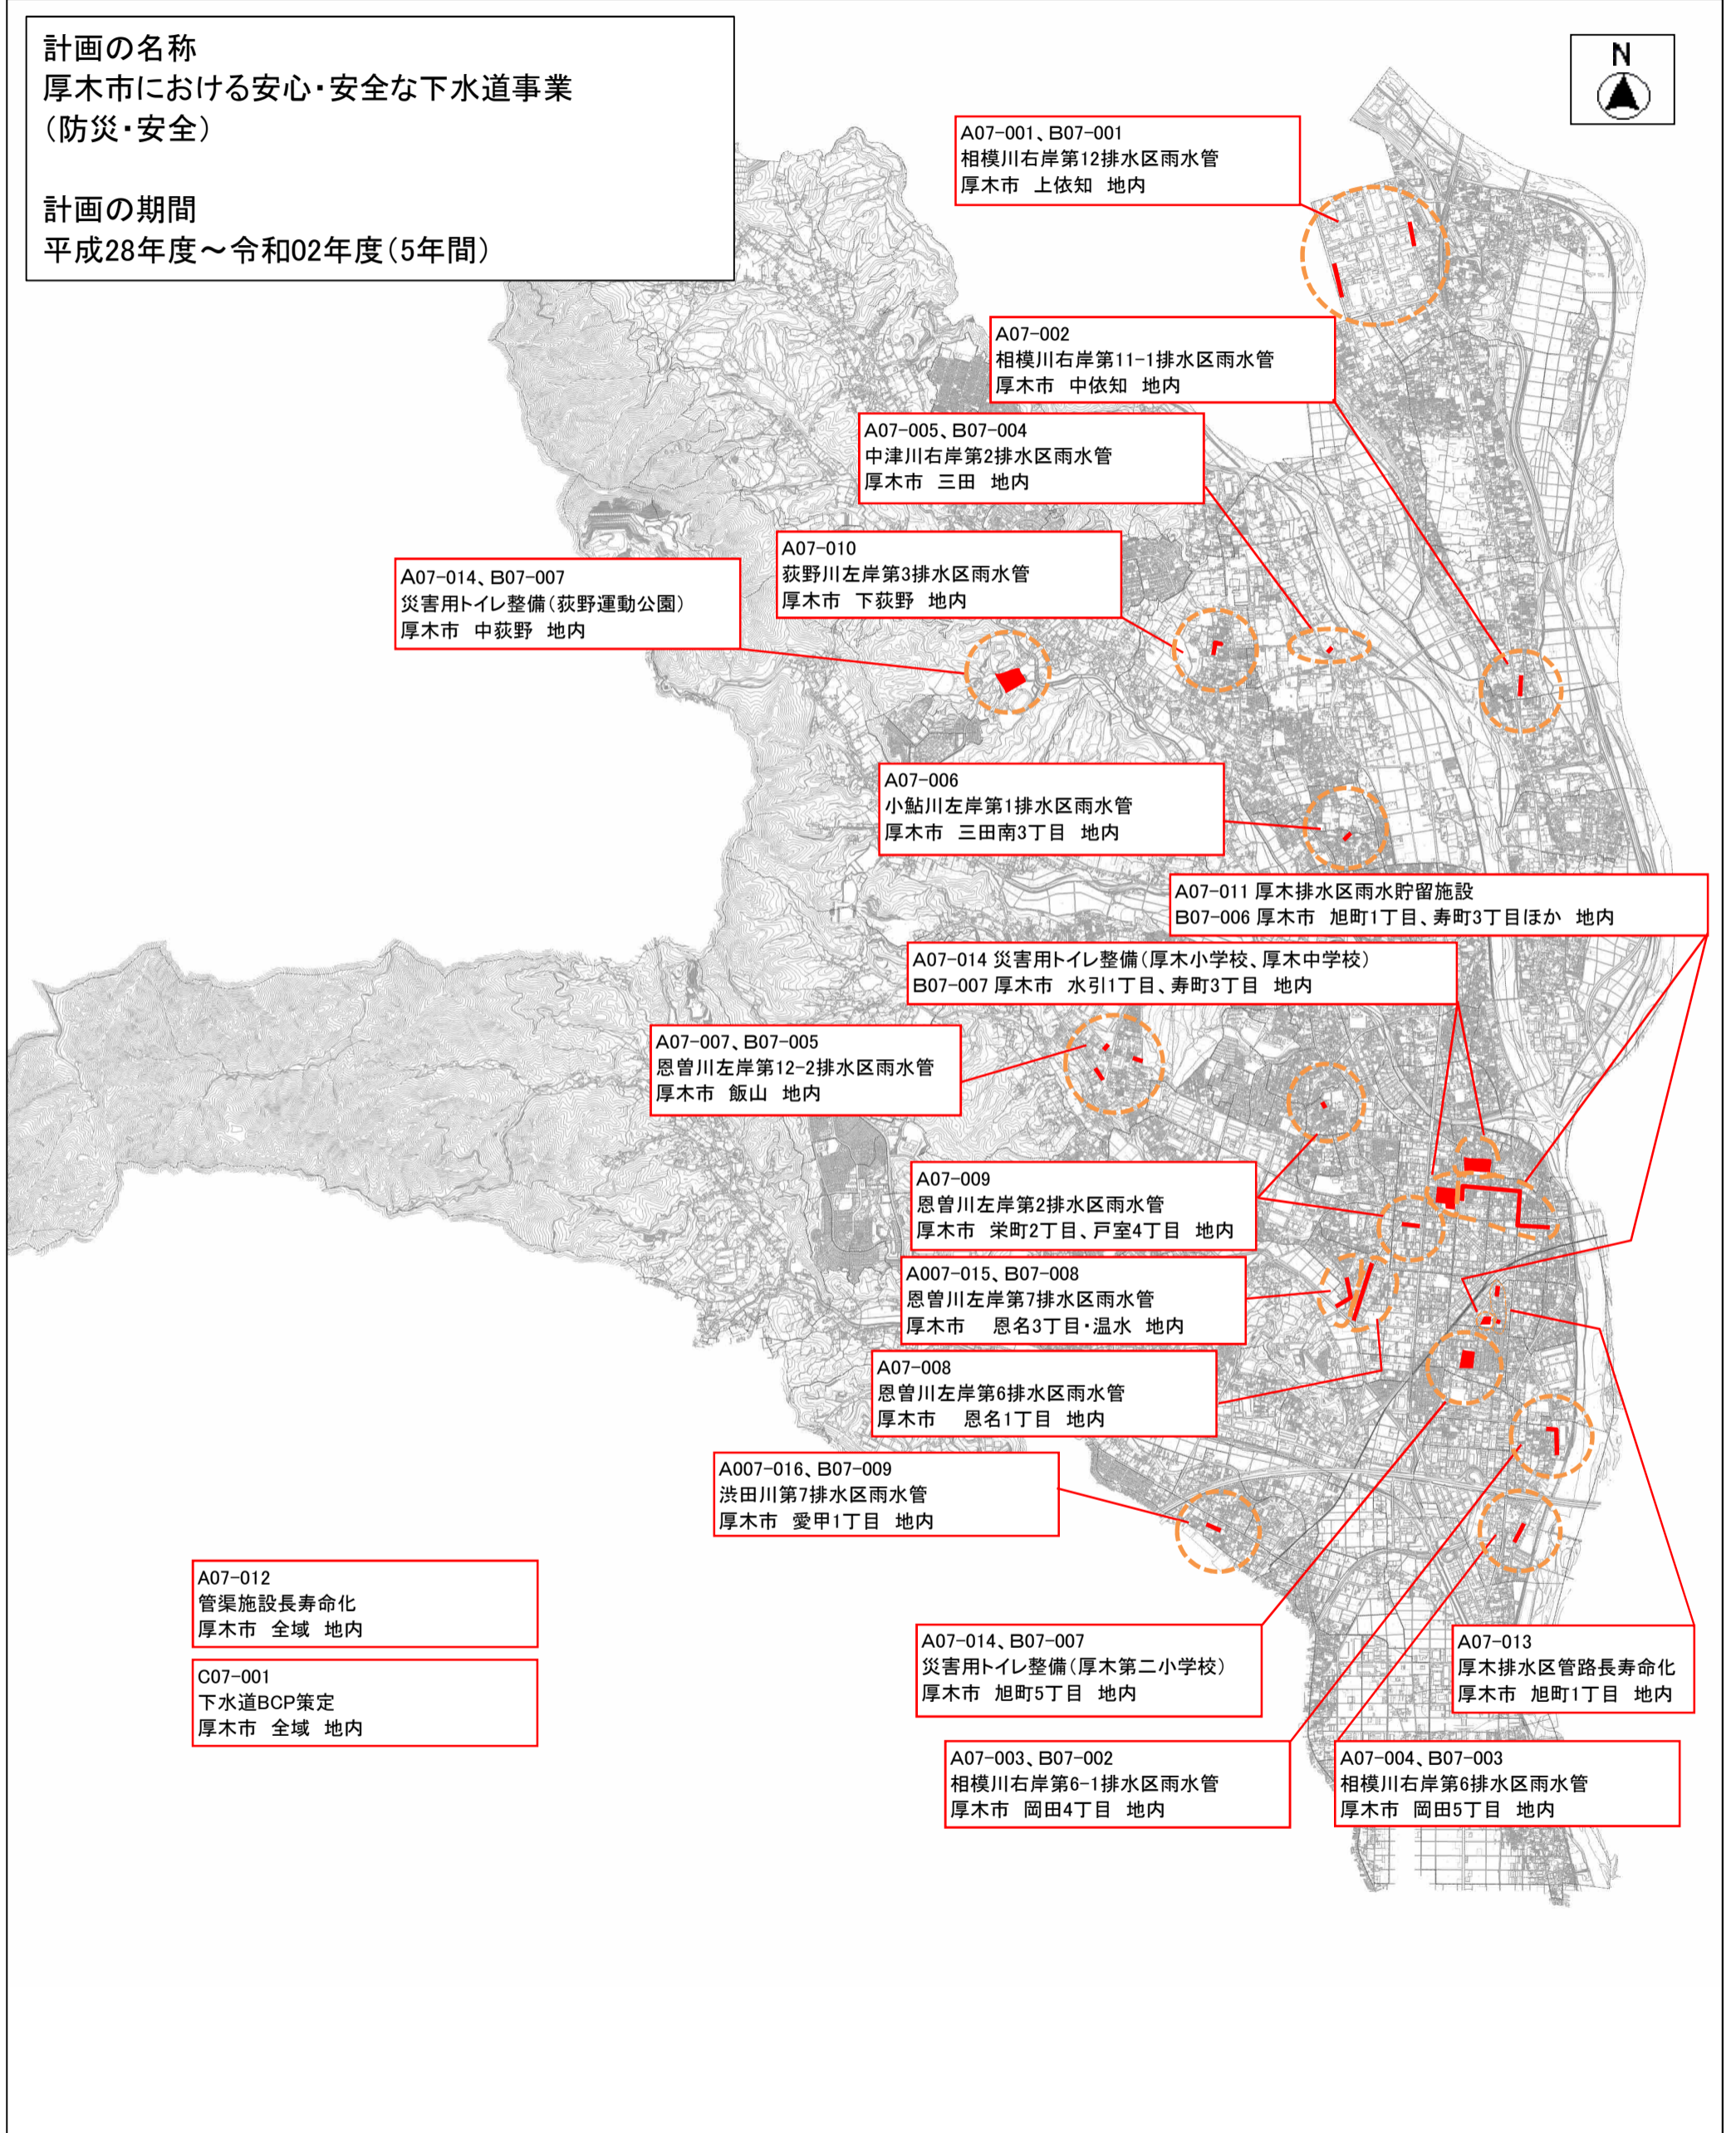 計画の名称
厚木市における安心・安全な下水道事業
(防災・安全)
計画の期間
平成28年度～令和02年度(5年間)
N
A07-001、B07-001
相模川右岸第12排水区雨水管
厚木市 上依知 地内
A07-002
相模川右岸第11-1排水区雨水管
厚木市 中依知 地内
A07-005、B07-004
中津川右岸第2排水区雨水管
厚木市 三田 地内
A07-010
荻野川左岸第3排水区雨水管
厚木市 下荻野 地内
A07-014、B07-007
災害用トイレ整備(荻野運動公園)
厚木市 中荻野 地内
A07-006
小鮎川左岸第1排水区雨水管
厚木市 三田南3丁目 地内
A07-011 厚木排水区雨水貯留施設
B07-006 厚木市 旭町1丁目、寿町3丁目ほか 地内
A07-014 災害用トイレ整備(厚木小学校、厚木中学校)
B07-007 厚木市 水引1丁目、寿町3丁目 地内
A07-007、B07-005
恩曽川左岸第12-2排水区雨水管
厚木市 飯山 地内
A07-009
恩曽川左岸第2排水区雨水管
厚木市 栄町2丁目、戸室4丁目 地内
A007-015、B07-008
恩曽川左岸第7排水区雨水管
厚木市 恩名3丁目・温水 地内
A07-008
恩曽川左岸第6排水区雨水管
厚木市 恩名1丁目 地内
A007-016、B07-009
渋田川第7排水区雨水管
厚木市 愛甲1丁目 地内
A07-012
管渠施設長寿命化
厚木市 全域 地内
C07-001
下水道BCP策定
厚木市 全域 地内
A07-014、B07-007
災害用トイレ整備(厚木第二小学校)
厚木市 旭町5丁目 地内
A07-013
厚木排水区管路長寿命化
厚木市 旭町1丁目 地内
A07-003、B07-002
相模川右岸第6-1排水区雨水管
厚木市 岡田4丁目 地内
A07-004、B07-003
相模川右岸第6排水区雨水管
厚木市 岡田5丁目 地内